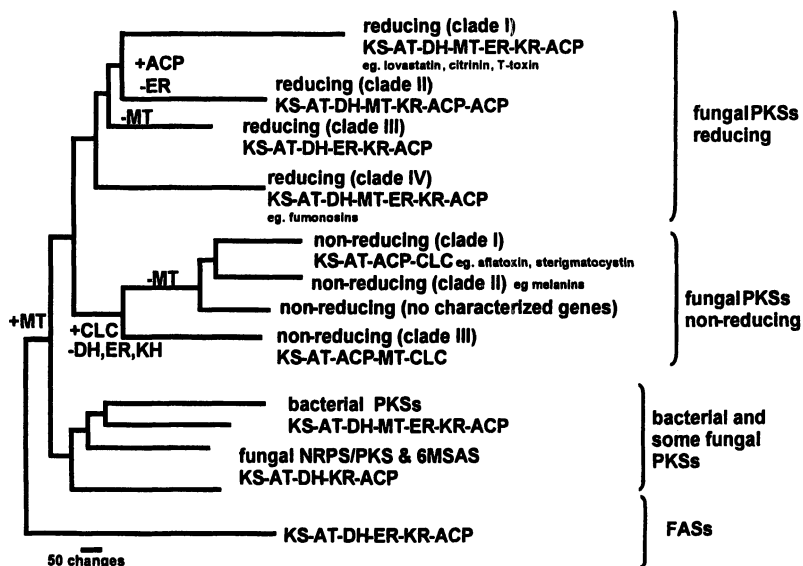 reducing (clade I)
KS-AT-DH-MT-ER-KR-ACP
eg. lovastatin, citrinin, T-toxin
+ACP
-ER
reducing (clade II)
KS-AT-DH-MT-KR-ACP-ACP
-MT
reducing (clade III)
KS-AT-DH-ER-KR-ACP
reducing (clade IV)
KS-AT-DH-MT-ER-KR-ACP
eg. fumonosins
fungal PKSs
reducing
non-reducing (clade I)
KS-AT-ACP-CLC eg. aflatoxin, sterigmatocystin
-MT
non-reducing (clade II) eg melanins
non-reducing (no characterized genes)
+MT
+CLC
-DH,ER,KH
non-reducing (clade III)
KS-AT-ACP-MT-CLC
fungal PKSs
non-reducing
bacterial PKSs
KS-AT-DH-MT-ER-KR-ACP
fungal NRPS/PKS & 6MSAS
KS-AT-DH-KR-ACP
bacterial and
some fungal
PKSs
KS-AT-DH-ER-KR-ACP
FASs
50 changes